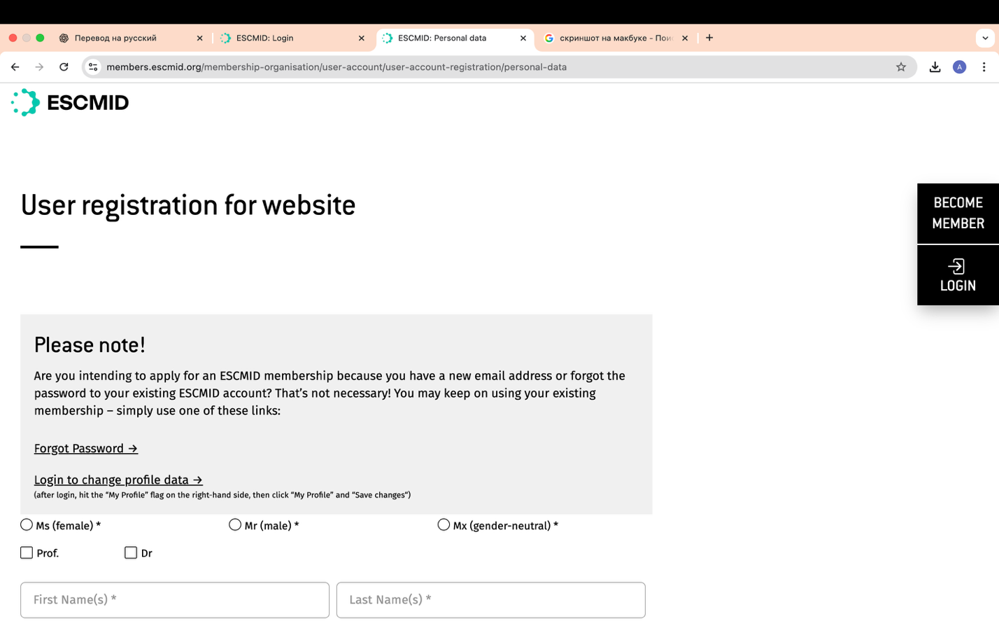 Перевод на русский
ESCMID: Login
ESCMID: Personal data
скриншот на макбуке - Пои
members.escmid.org/membership-organisation/user-account/user-account-registration/personal-data
A
ESCMID
User registration for website
BECOME
MEMBER
LOGIN
Please note!
Are you intending to apply for an ESCMID membership because you have a new email address or forgot the
password to your existing ESCMID account? That’s not necessary! You may keep on using your existing
membership – simply use one of these links:
Forgot Password →
Login to change profile data →
(after login, hit the “My Profile” flag on the right-hand side, then click “My Profile” and “Save changes“)
Ms (female) *
Mr (male) *
Mx (gender-neutral) *
Prof.
Dr
First Name(s) *
Last Name(s) *